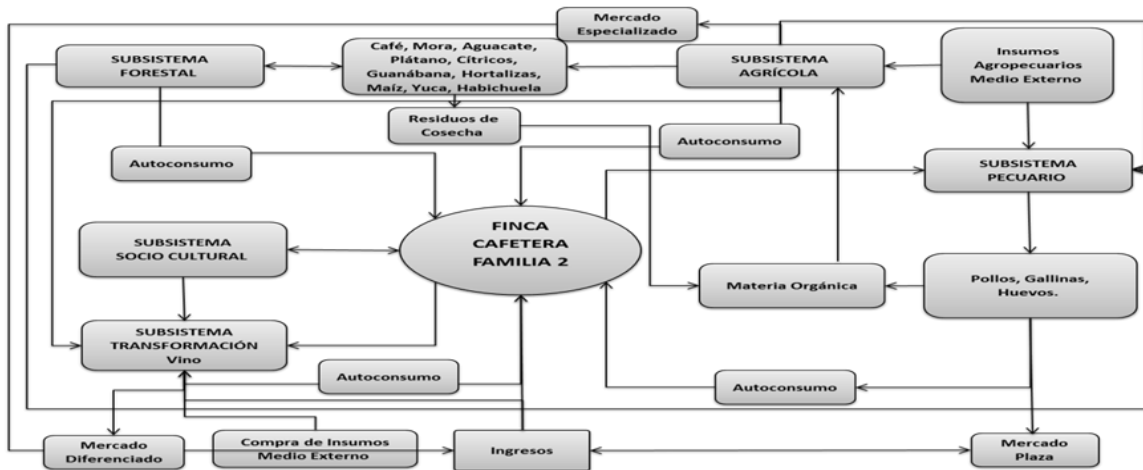 Mercado
Especializado
SUBSISTEMA
FORESTAL
Café, Mora, Aguacate,
Plátano, Cítricos,
Guanábana, Hortalizas,
Maíz, Yuca, Habichuela
SUBSISTEMA
AGRÍCOLA
Insumos
Agropecuarios
Medio Externo
Residuos de
Cosecha
Autoconsumo
Autoconsumo
SUBSISTEMA
PECUARIO
FINCA
CAFETERA
FAMILIA 2
SUBSISTEMA
SOCIO CULTURAL
Materia Orgánica
Pollos, Gallinas,
Huevos.
SUBSISTEMA
TRANSFORMACIÓN
Vino
Autoconsumo
Autoconsumo
Mercado
Diferenciado
Compra de Insumos
Medio Externo
Ingresos
Mercado
Plaza